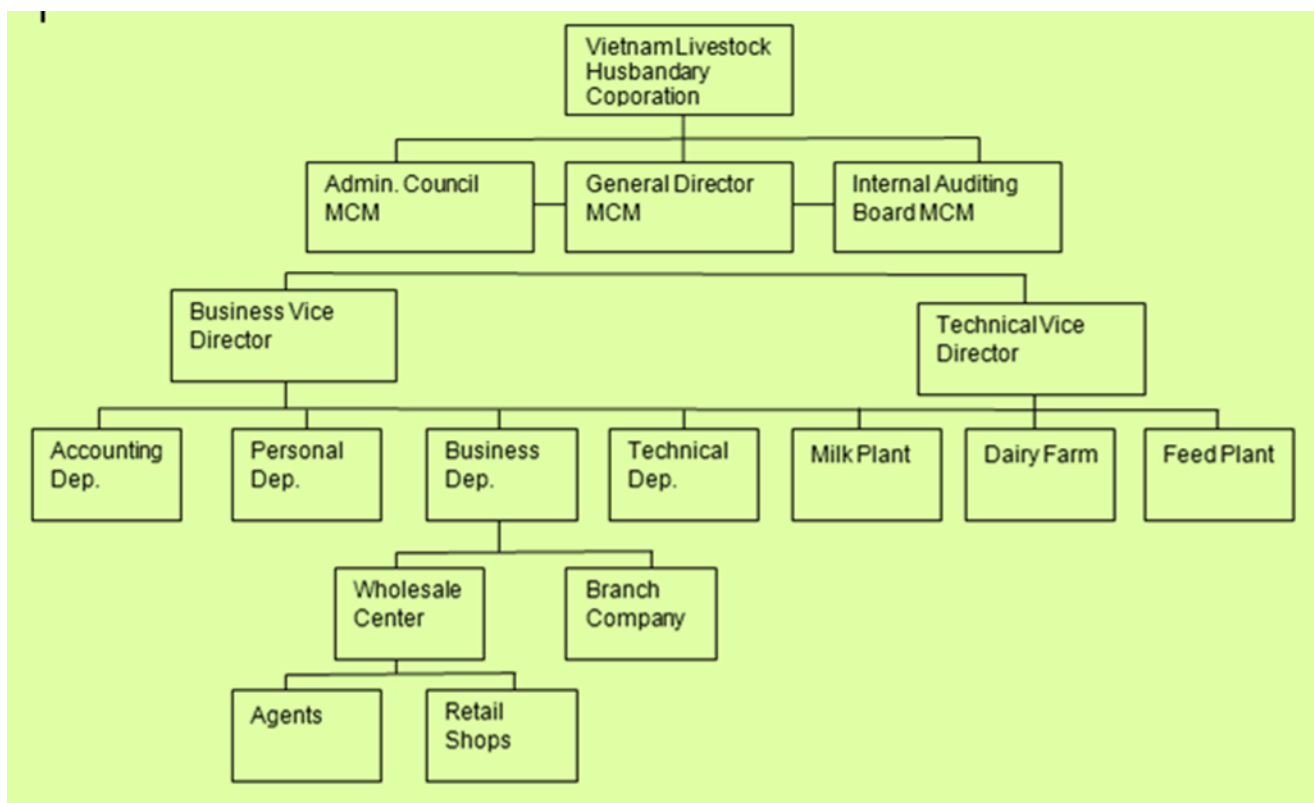 Vietnam Livestock
Husbandary
Coporation
Admin. Council
MCM
General Director
MCM
Internal Auditing
Board MCM
Business Vice
Director
Technical Vice
Director
Accounting
Dep.
Personal
Dep.
Business
Dep.
Technical
Dep.
Milk Plant
Dairy Farm
Feed Plant
Wholesale
Center
Branch
Company
Agents
Retail
Shops